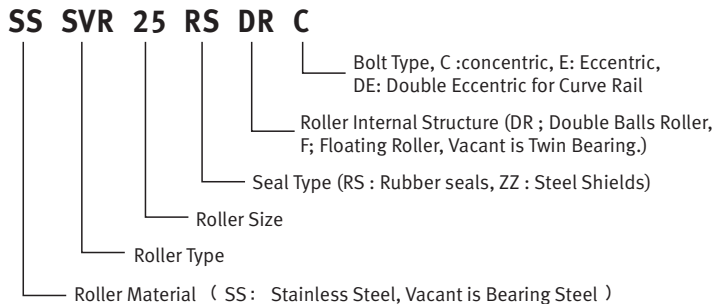 SS SVR 25 RS DR C
Bolt Type, C :concentric, E: Eccentric,
DE: Double Eccentric for Curve Rail
Roller Internal Structure (DR ; Double Balls Roller,
F; Floating Roller, Vacant is Twin Bearing.)
Seal Type (RS : Rubber seals, ZZ : Steel Shields)
Roller Size
Roller Type
Roller Material （ SS： Stainless Steel, Vacant is Bearing Steel ）